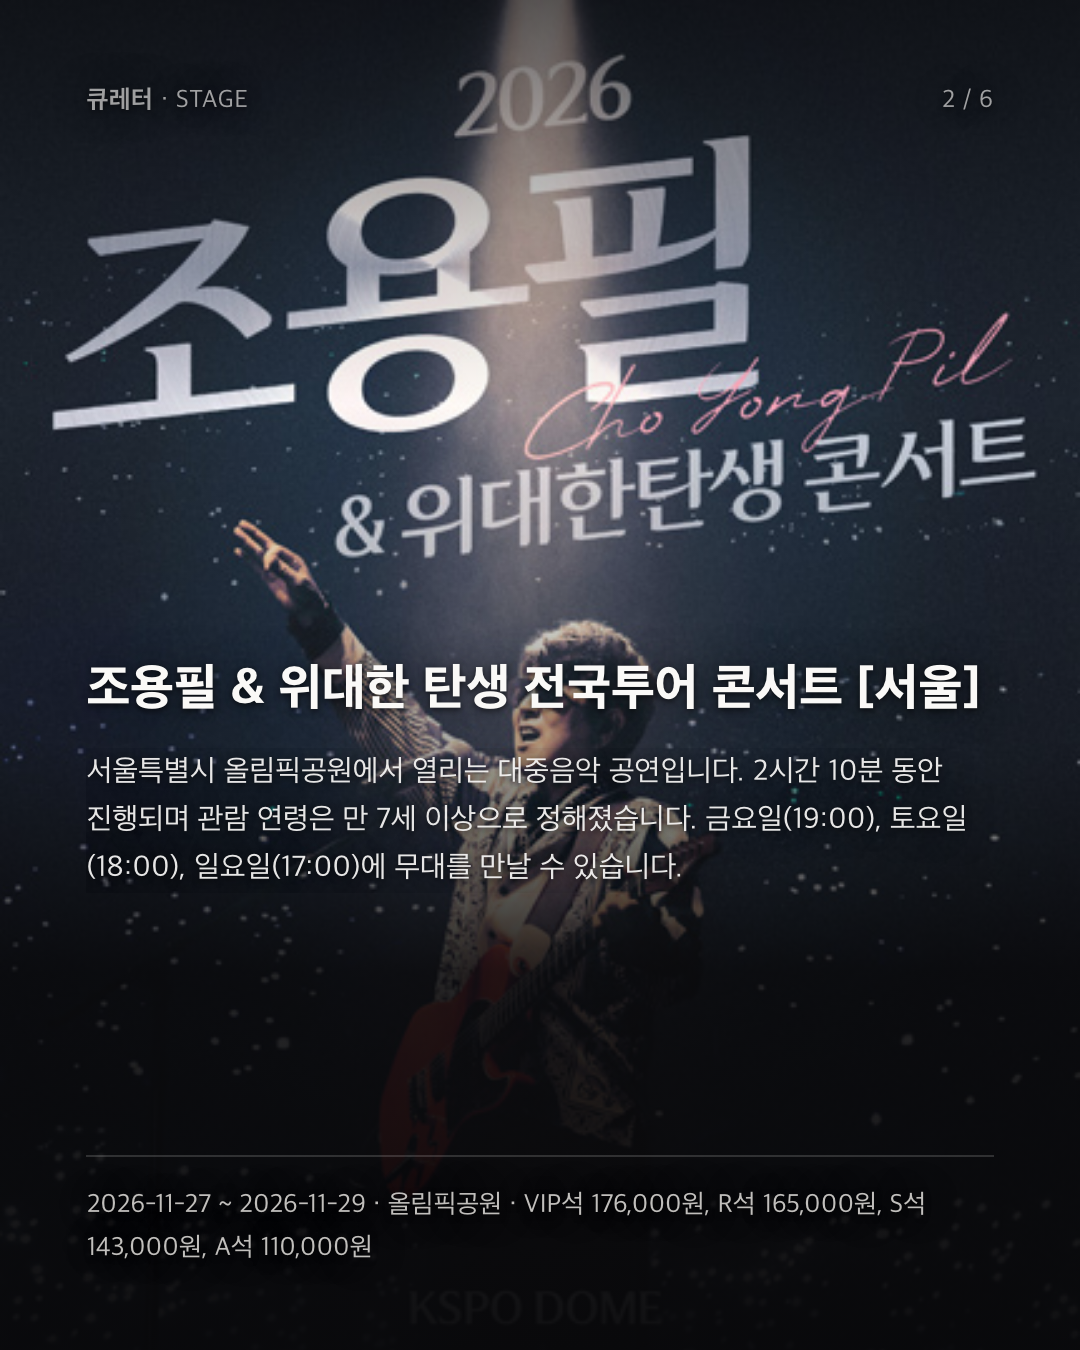 큐레터 · STAGE
2 / 6
2026
조용필
Cho Yong Pil
& 위대한탄생 콘서트
조용필 & 위대한 탄생 전국투어 콘서트 [서울]
서울특별시 올림픽공원에서 열리는 대중음악 공연입니다. 2시간 10분 동안
진행되며 관람 연령은 만 7세 이상으로 정해졌습니다. 금요일(19:00), 토요일
(18:00), 일요일(17:00)에 무대를 만날 수 있습니다.
2026-11-27 ~ 2026-11-29 · 올림픽공원 · VIP석 176,000원, R석 165,000원, S석
143,000원, A석 110,000원
KSPO DOME